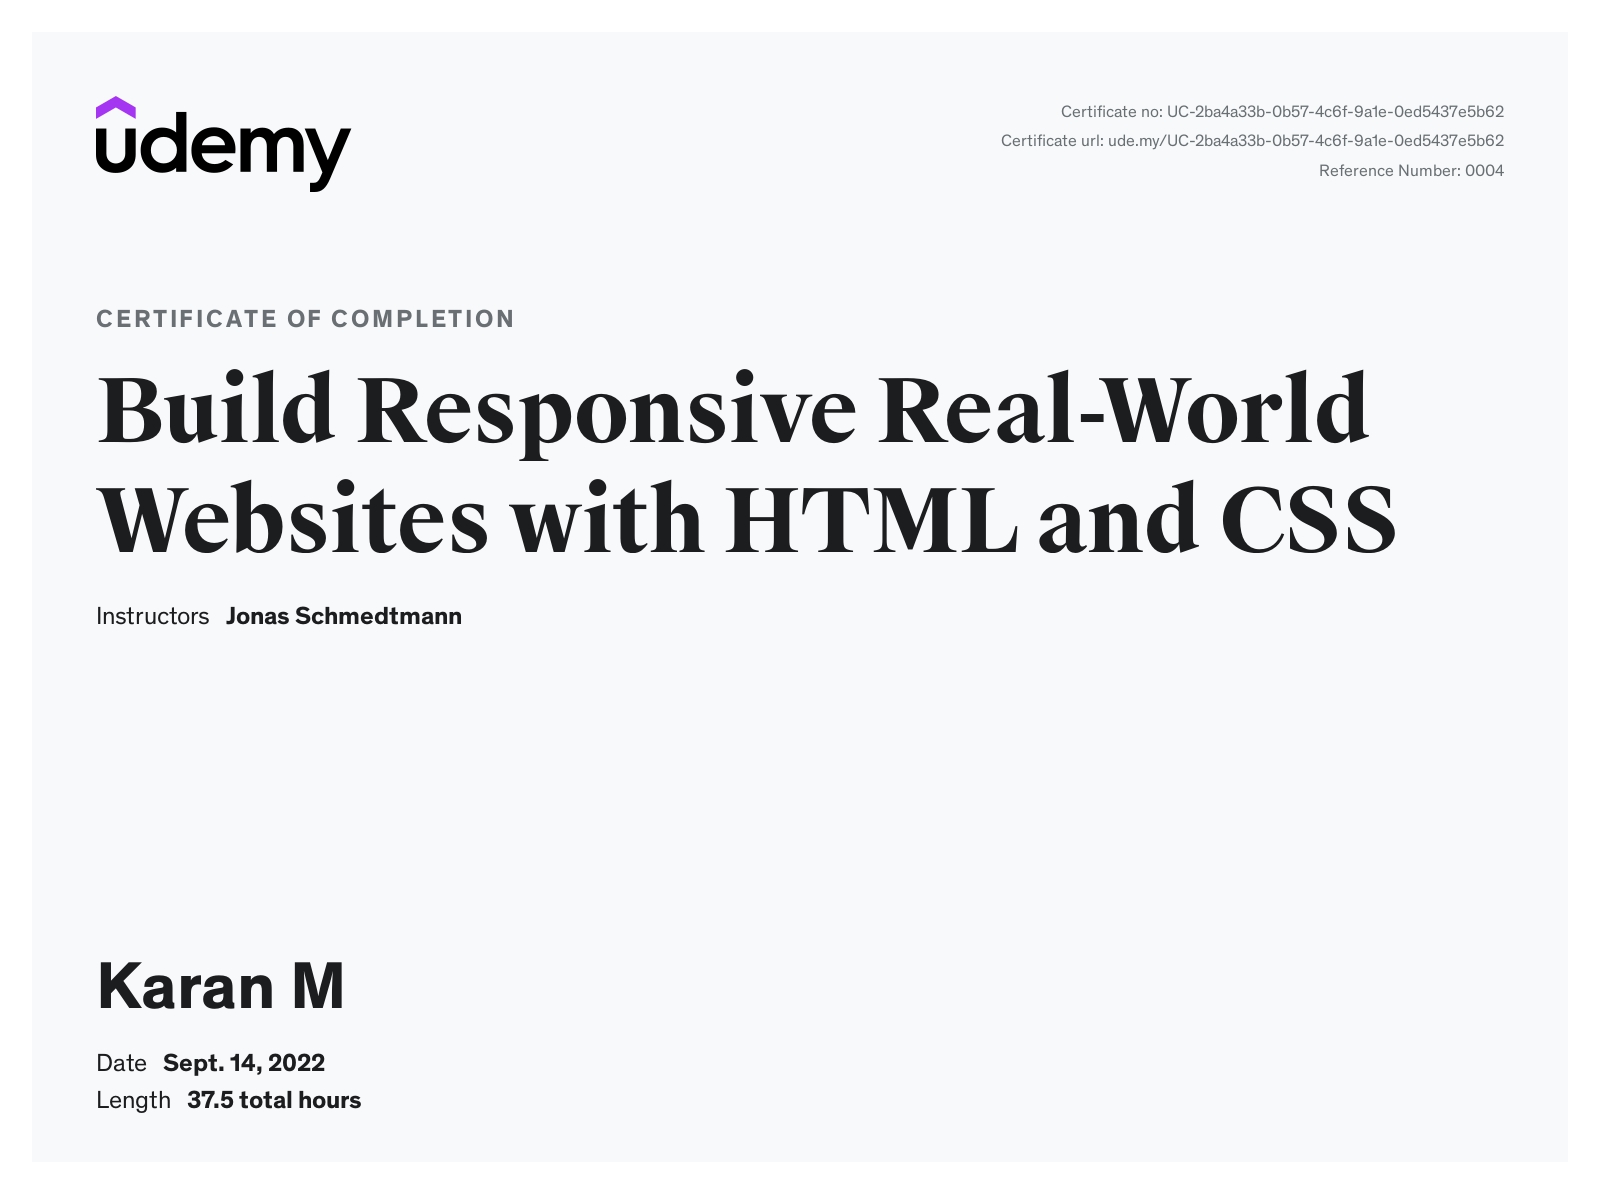 udemy
Certificate no: UC-2ba4a33b-0b57-4c6f-9a1e-0ed5437e5b62
Certificate url: ude.my/UC-2ba4a33b-0b57-4c6f-9a1e-0ed5437e5b62
Reference Number: 0004
CERTIFICATE OF COMPLETION
Build Responsive Real-World
Websites with HTML and CSS
Instructors Jonas Schmedtmann
Karan M
Date Sept. 14, 2022
Length 37.5 total hours